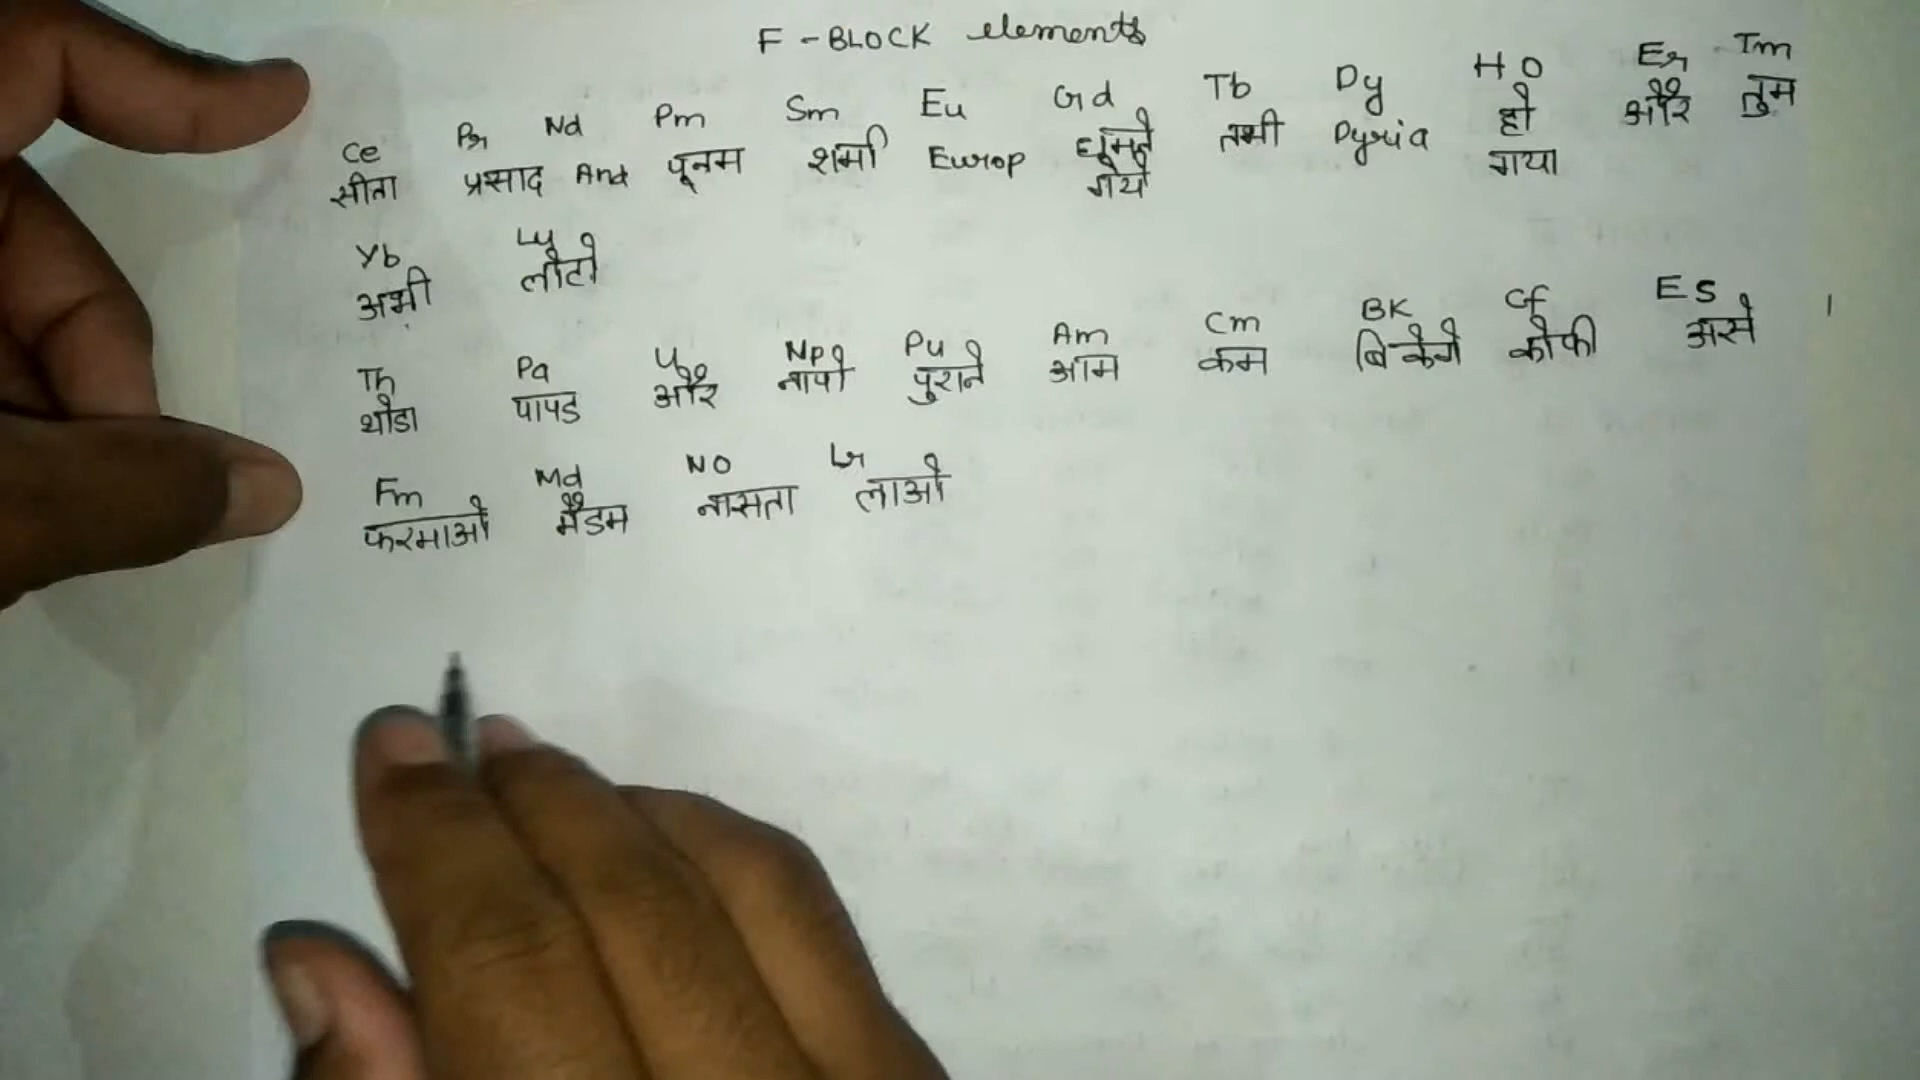 F - BLOCK elements
Ce Pr Nd Pm Sm Eu Gd Tb Dy HO Er Tm
सीता प्रसाद And पूनम शर्मा Europ घूमने गये तभी Dyria हो गया और तुम
Yb Lu
अभी लौटो
Th Pa U Np Pu Am Cm BK Cf ES
थोडा पापड और नापो पुराने आम कम बिकेगे कोफी असे
Fm Md NO Lr
फरमाओ मैडम नासता लाओ